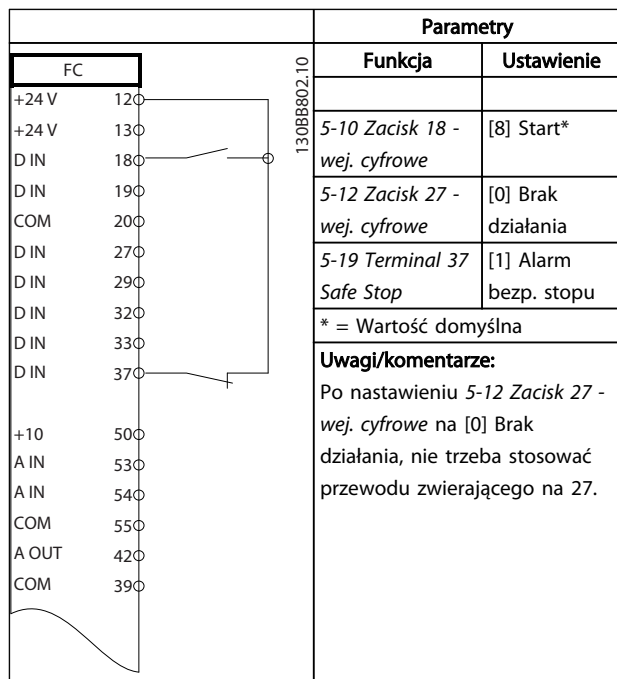 FC
+24 V 12
+24 V 13
D IN 18
D IN 19
COM 20
D IN 27
D IN 29
D IN 32
D IN 33
D IN 37
+10 50
A IN 53
A IN 54
COM 55
A OUT 42
COM 39
130BB802.10
Parametry
Funkcja Ustawienie
5-10 Zacisk 18 - [8] Start*
wej. cyfrowe
5-12 Zacisk 27 - [0] Brak
wej. cyfrowe działania
5-19 Terminal 37 [1] Alarm
Safe Stop bezp. stopu
* = Wartość domyślna
Uwagi/komentarze:
Po nastawieniu 5-12 Zacisk 27 -
wej. cyfrowe na [0] Brak
działania, nie trzeba stosować
przewodu zwierającego na 27.